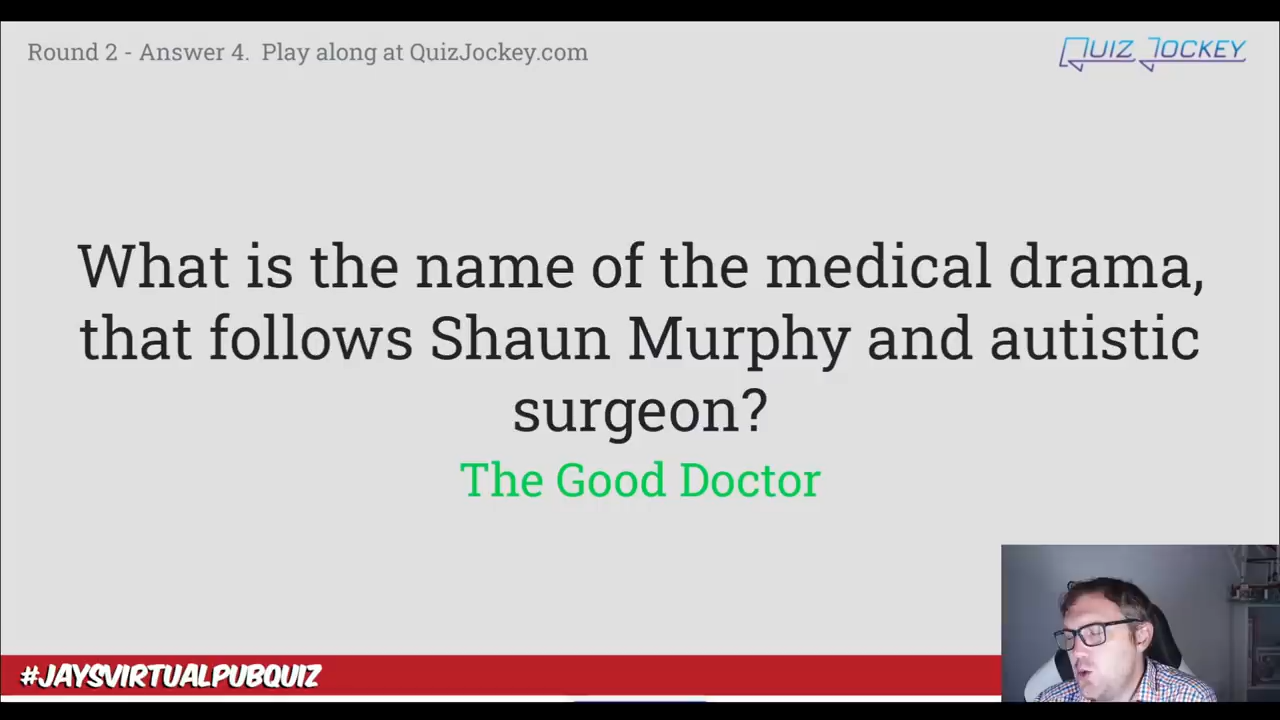 Round 2 - Answer 4.  Play along at QuizJockey.com
QUIZ JOCKEY
What is the name of the medical drama,
that follows Shaun Murphy and autistic
surgeon?
The Good Doctor
#JAYSVIRTUALPUBQUIZ